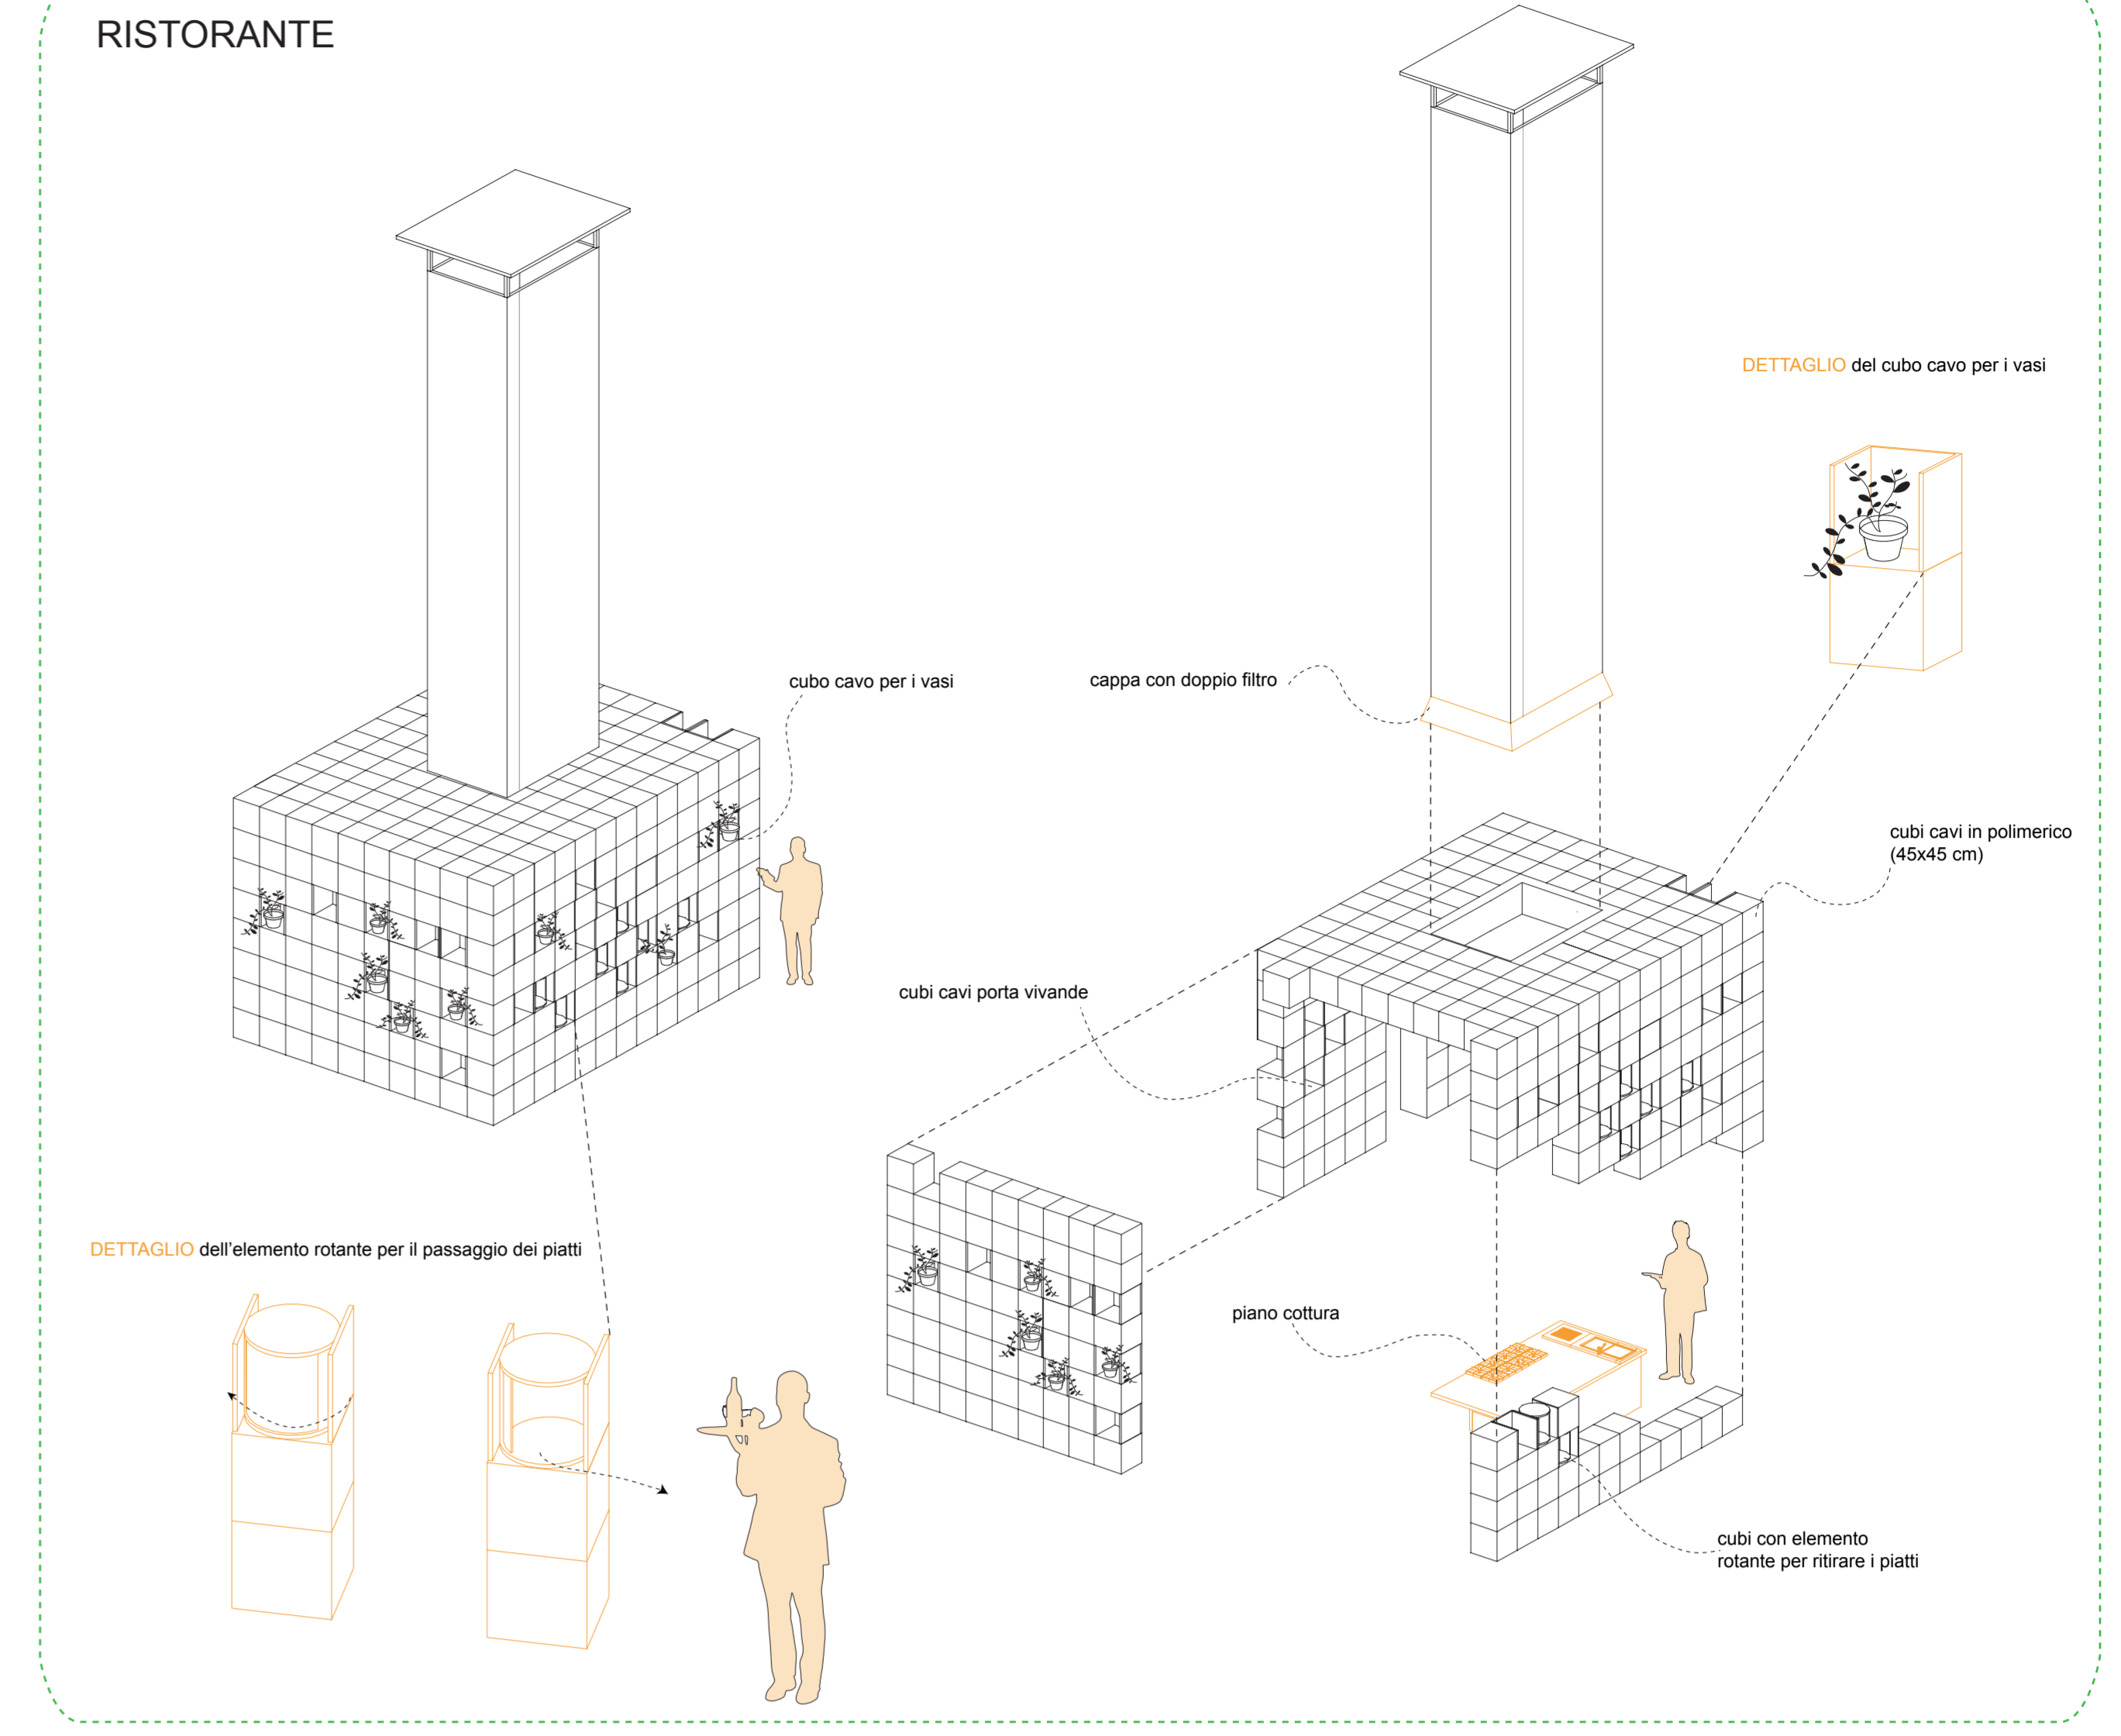 RISTORANTE
DETTAGLIO del cubo cavo per i vasi
cubo cavo per i vasi
cappa con doppio filtro
cubi cavi in polimerico
(45x45 cm)
cubi cavi porta vivande
DETTAGLIO dell'elemento rotante per il passaggio dei piatti
piano cottura
cubi con elemento
rotante per ritirare i piatti